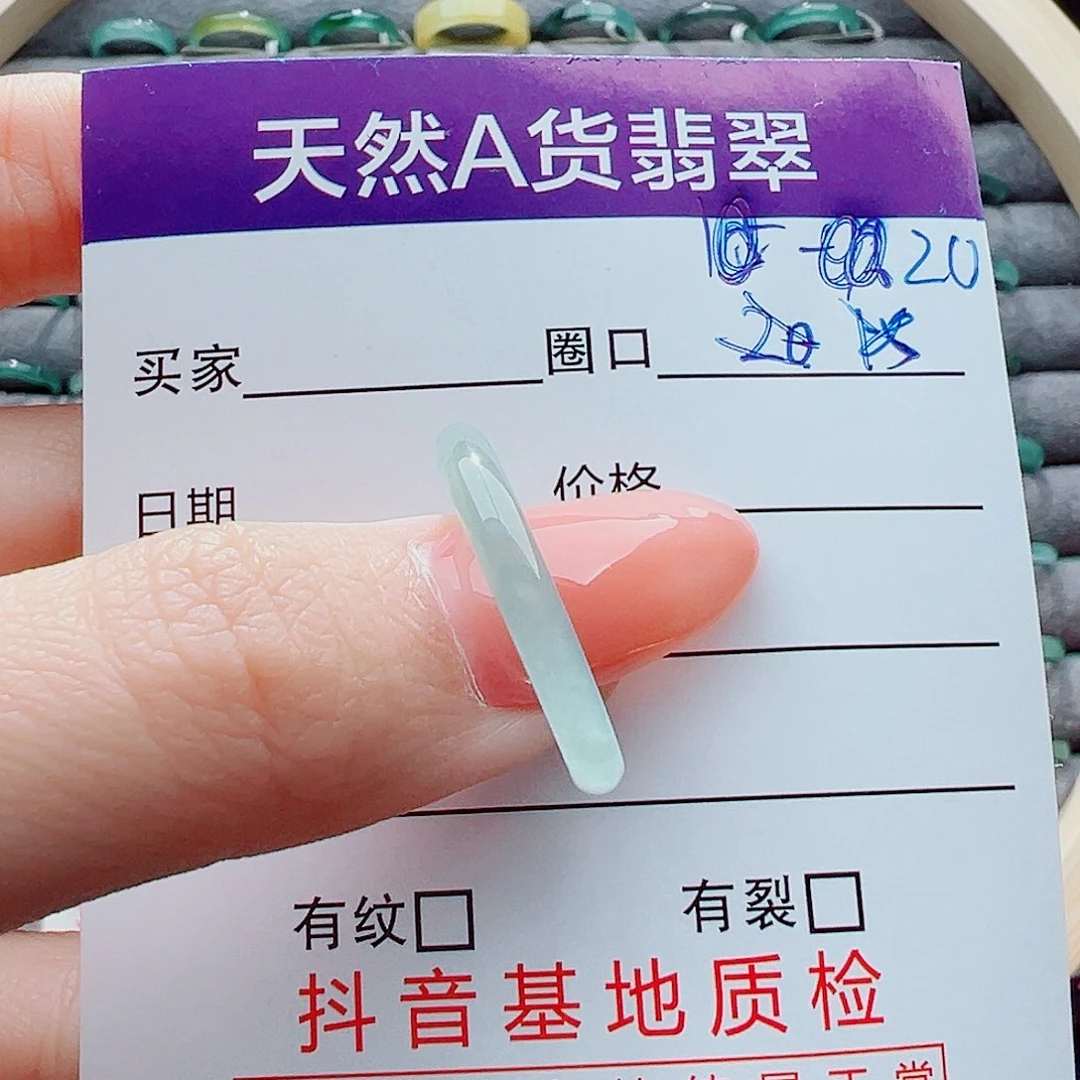 天然A货翡翠
20
买家 圈口 20
日期 价格
有纹 有裂
抖音基地质检